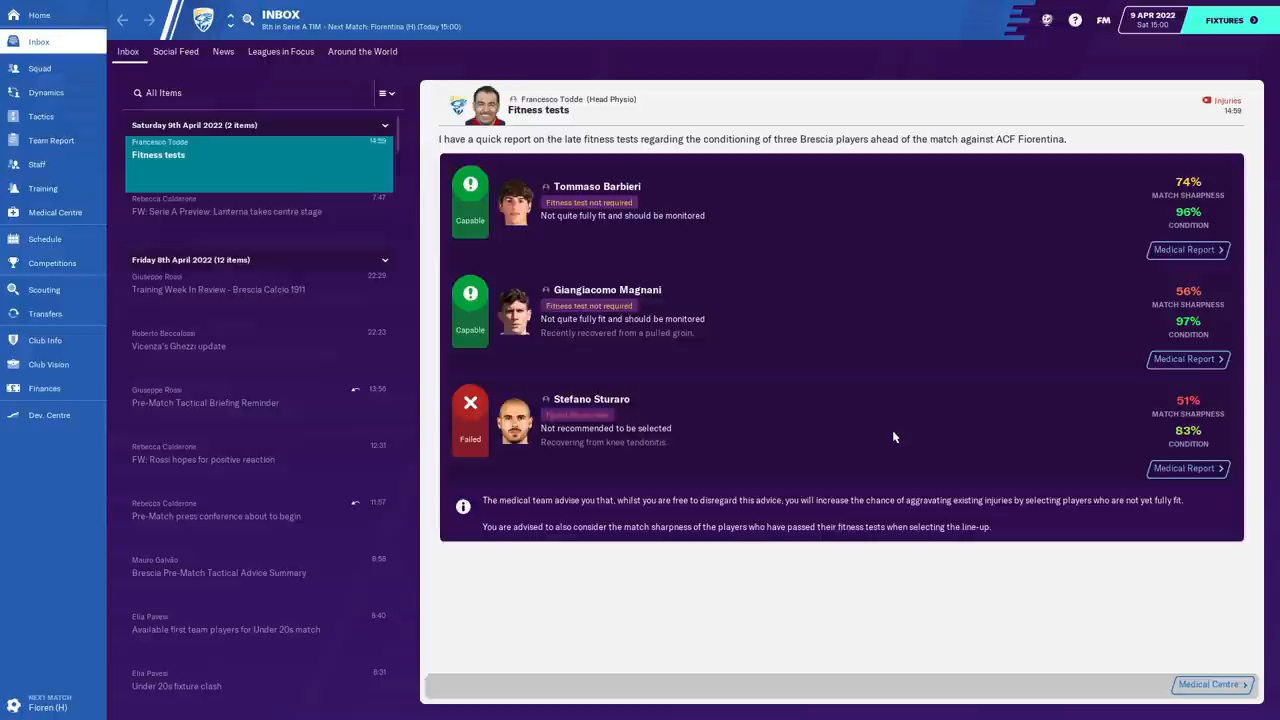 Home
Inbox
Squad
Dynamics
Tactics
Team Report
Staff
Training
Medical Centre
Schedule
Competitions
Scouting
Transfers
Club Info
Club Vision
Finances
Dev. Centre
NEXT MATCH
Fioren (H)
INBOX
8th in Serie A TIM - Next Match: Fiorentina (H) (Today 15:00)
FM
9 APR 2022
Sat 15:00
FIXTURES
Inbox
Social Feed
News
Leagues in Focus
Around the World
All Items
Saturday 9th April 2022 (2 items)
Francesco Todde 14:59
Fitness tests
Rebecca Calderone 7:47
FW: Serie A Preview: Lanterna takes centre stage
Friday 8th April 2022 (12 items)
Giuseppe Rossi 22:29
Training Week In Review - Brescia Calcio 1911
Roberto Beccalossi 22:23
Vicenza's Ghezzi update
Giuseppe Rossi 13:56
Pre-Match Tactical Briefing Reminder
Rebecca Calderone 12:31
FW: Rossi hopes for positive reaction
Rebecca Calderone 11:57
Pre-Match press conference about to begin
Mauro Galvão 8:58
Brescia Pre-Match Tactical Advice Summary
Elia Pavesi 8:40
Available first team players for Under 20s match
Elia Pavesi 8:31
Under 20s fixture clash
Francesco Todde (Head Physio)
Fitness tests
Injuries
14:59
I have a quick report on the late fitness tests regarding the conditioning of three Brescia players ahead of the match against ACF Fiorentina.
Capable
Tommaso Barbieri
Fitness test not required
Not quite fully fit and should be monitored
74%
MATCH SHARPNESS
96%
CONDITION
Medical Report
Capable
Giangiacomo Magnani
Fitness test not required
Not quite fully fit and should be monitored
Recently recovered from a pulled groin.
56%
MATCH SHARPNESS
97%
CONDITION
Medical Report
Failed
Stefano Sturaro
Not recommended to be selected
Recovering from knee tendonitis.
51%
MATCH SHARPNESS
83%
CONDITION
Medical Report
The medical team advise you that, whilst you are free to disregard this advice, you will increase the chance of aggravating existing injuries by selecting players who are not yet fully fit.
You are advised to also consider the match sharpness of the players who have passed their fitness tests when selecting the line-up.
Medical Centre